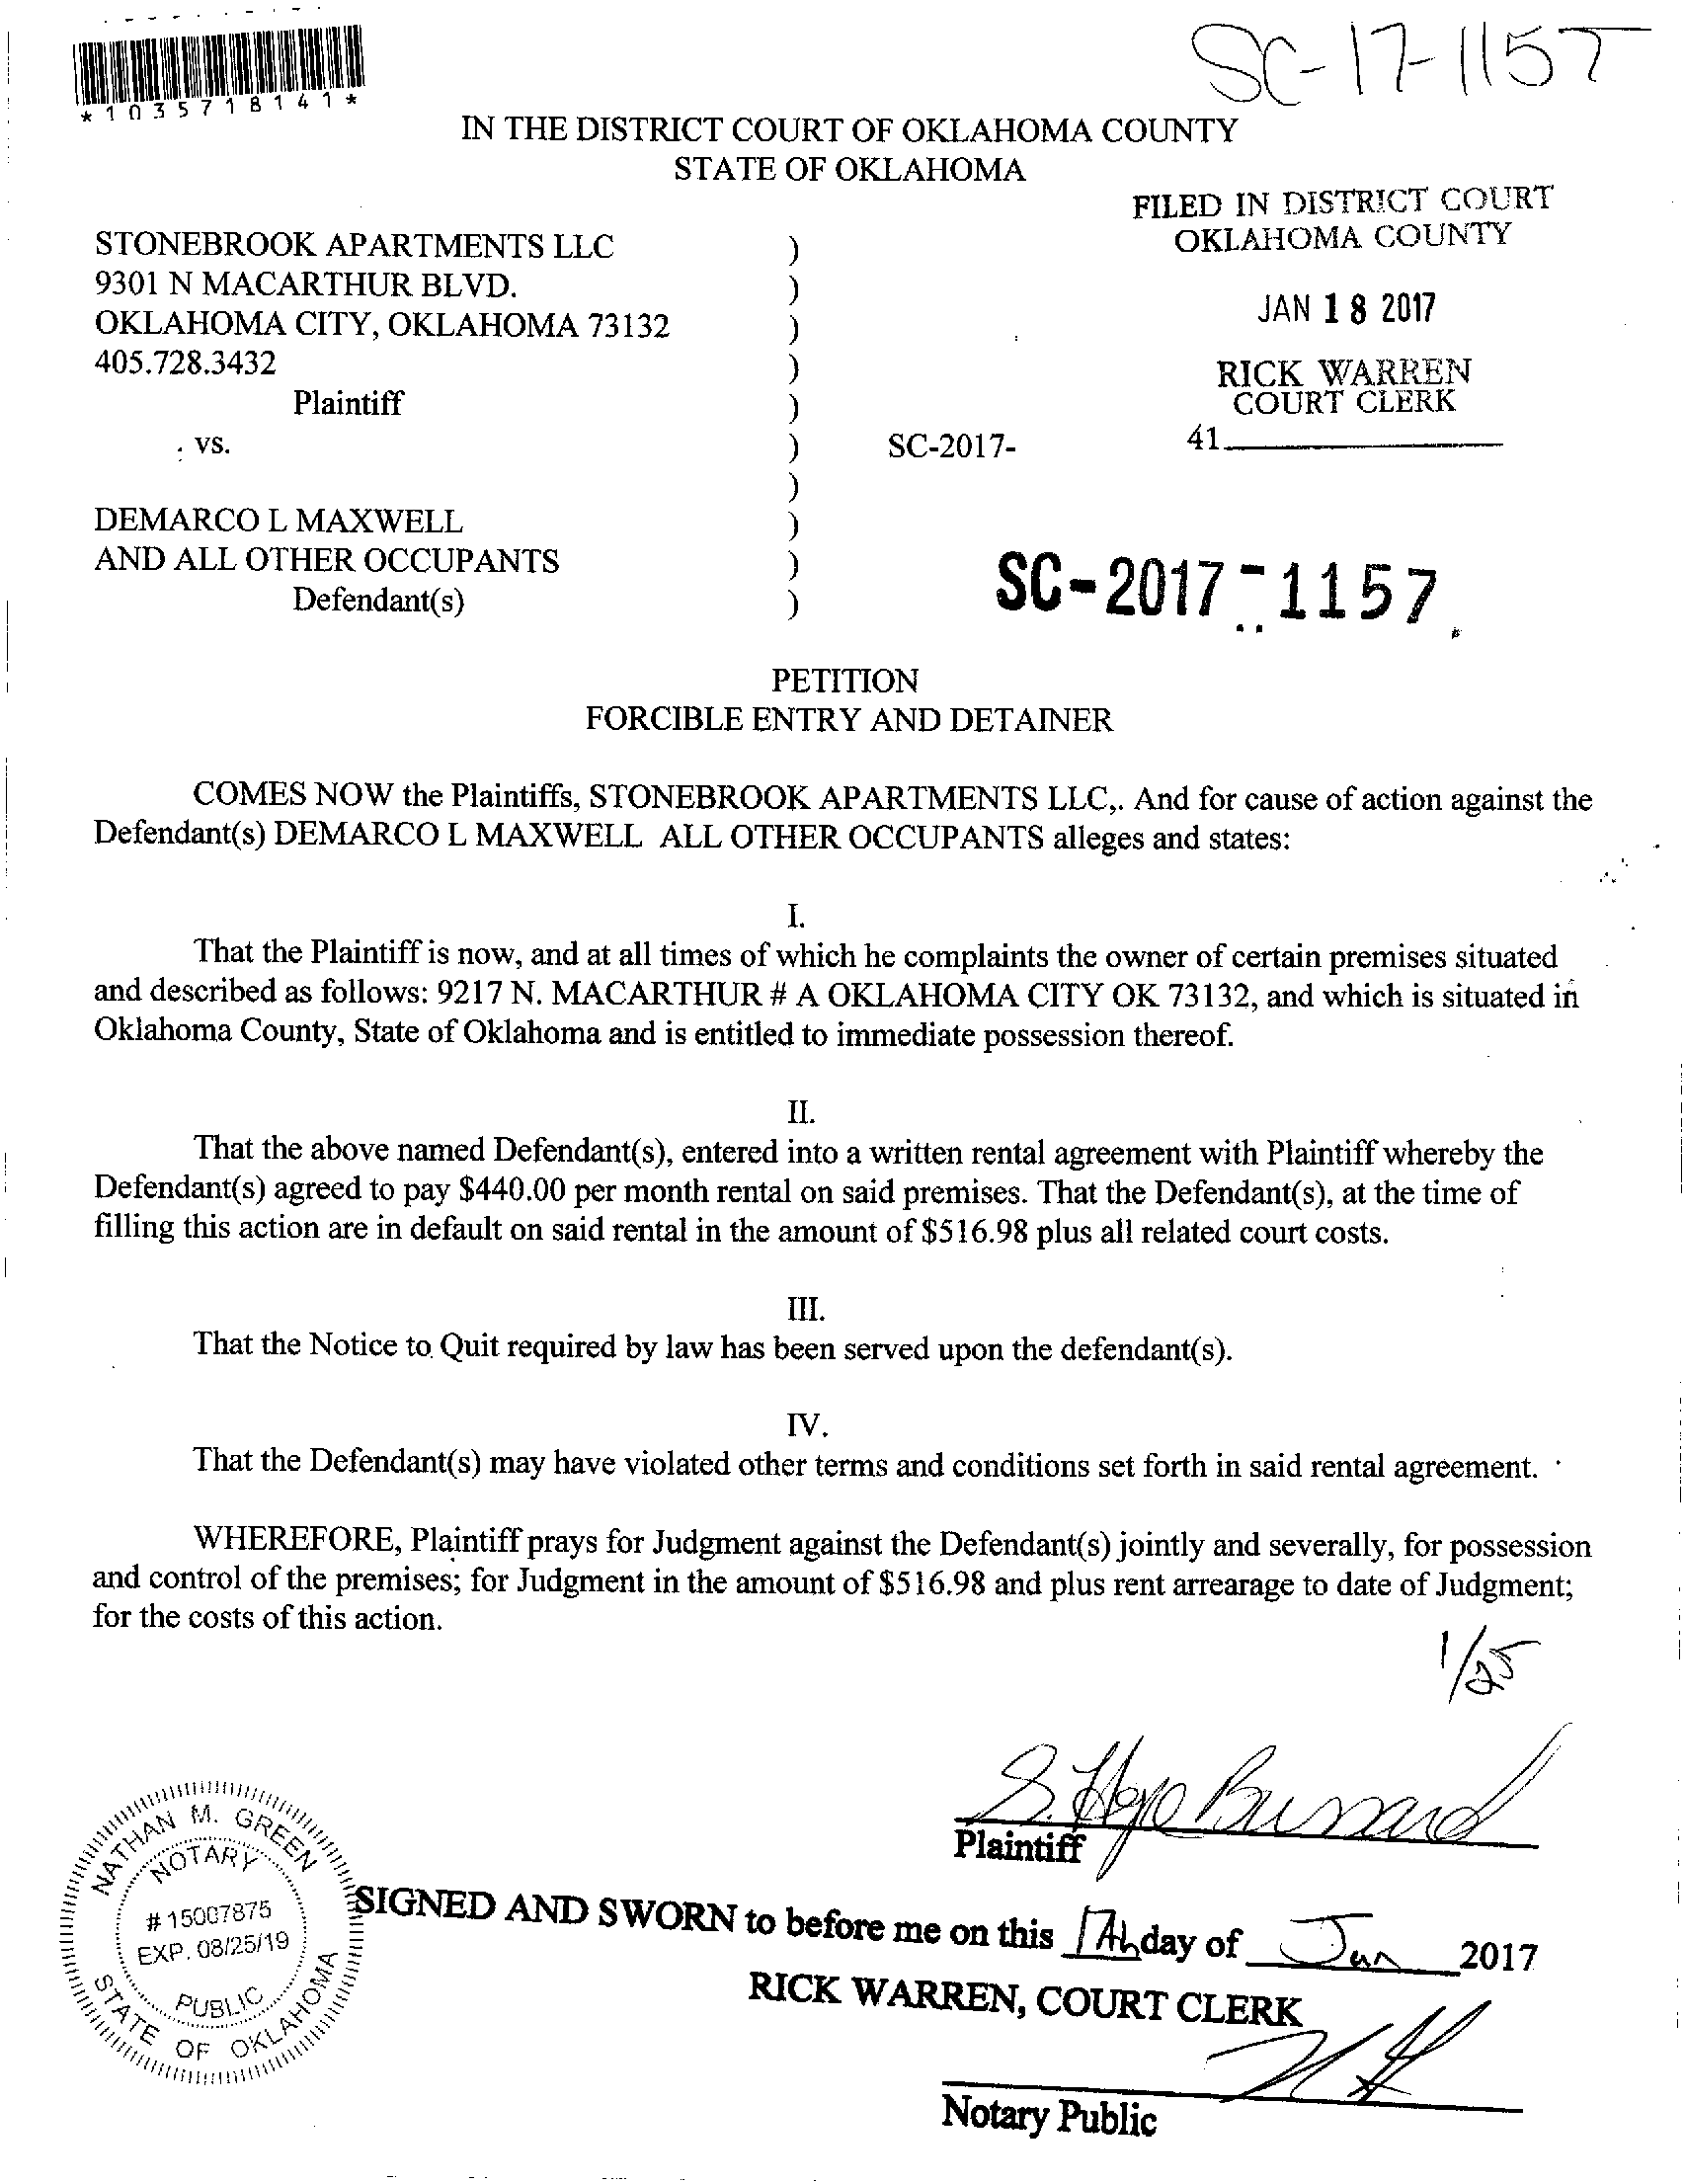 SC-17-1157
*1035718141*
IN THE DISTRICT COURT OF OKLAHOMA COUNTY
STATE OF OKLAHOMA
FILED IN DISTRICT COURT
OKLAHOMA COUNTY
STONEBROOK APARTMENTS LLC )
9301 N MACARTHUR BLVD. )
JAN 18 2017
OKLAHOMA CITY, OKLAHOMA 73132 )
405.728.3432 )
RICK WARREN
COURT CLERK
Plaintiff )
. vs. ) SC-2017- 41
)
DEMARCO L MAXWELL )
AND ALL OTHER OCCUPANTS )
Defendant(s) )
SC-2017-1157
PETITION
FORCIBLE ENTRY AND DETAINER
COMES NOW the Plaintiffs, STONEBROOK APARTMENTS LLC,. And for cause of action against the
Defendant(s) DEMARCO L MAXWELL ALL OTHER OCCUPANTS alleges and states:
I.
That the Plaintiff is now, and at all times of which he complaints the owner of certain premises situated
and described as follows: 9217 N. MACARTHUR # A OKLAHOMA CITY OK 73132, and which is situated in
Oklahoma County, State of Oklahoma and is entitled to immediate possession thereof.
II.
That the above named Defendant(s), entered into a written rental agreement with Plaintiff whereby the
Defendant(s) agreed to pay $440.00 per month rental on said premises. That the Defendant(s), at the time of
filling this action are in default on said rental in the amount of $516.98 plus all related court costs.
III.
That the Notice to Quit required by law has been served upon the defendant(s).
IV.
That the Defendant(s) may have violated other terms and conditions set forth in said rental agreement.
WHEREFORE, Plaintiff prays for Judgment against the Defendant(s) jointly and severally, for possession
and control of the premises; for Judgment in the amount of $516.98 and plus rent arrearage to date of Judgment;
for the costs of this action.
1/25
Plaintiff
NATHAN M. GREEN
NOTARY
# 15007875
EXP. 08/25/19
PUBLIC
STATE OF OKLAHOMA
SIGNED AND SWORN to before me on this 17th day of Jan 2017
RICK WARREN, COURT CLERK
Notary Public